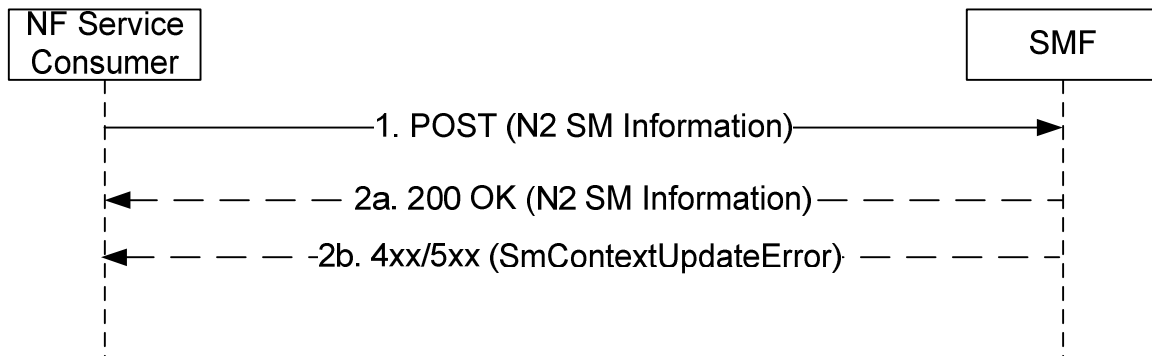 NF Service
Consumer
SMF
1. POST (N2 SM Information)
2a. 200 OK (N2 SM Information)
2b. 4xx/5xx (SmContextUpdateError)